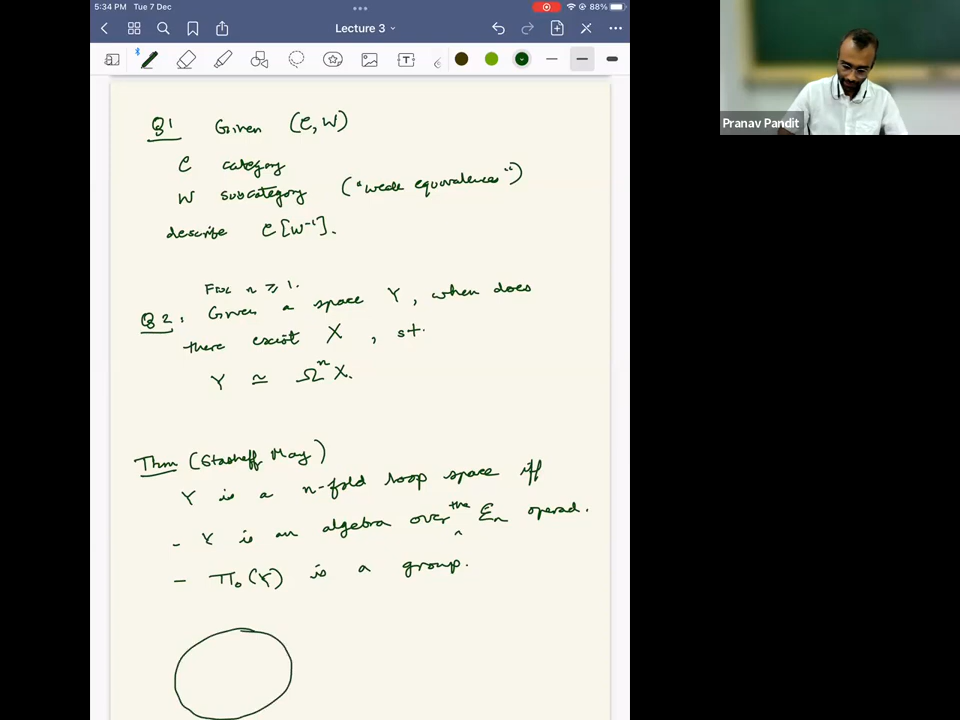 5:34 PM Tue 7 Dec
88%
Lecture 3
Pranav Pandit
Q1 Given (C, W)
C category
W subcategory ("weak equivalences")
describe C[W⁻¹].
For n ≥ 1.
Q2: Given a space Y, when does
there exist X, st.
Y ≃ Ωⁿ X.
Thm (Stasheff May)
Y is a n-fold loop space iff
- Y is an algebra over ^the Eₙ operad.
- π₀(Y) is a group.